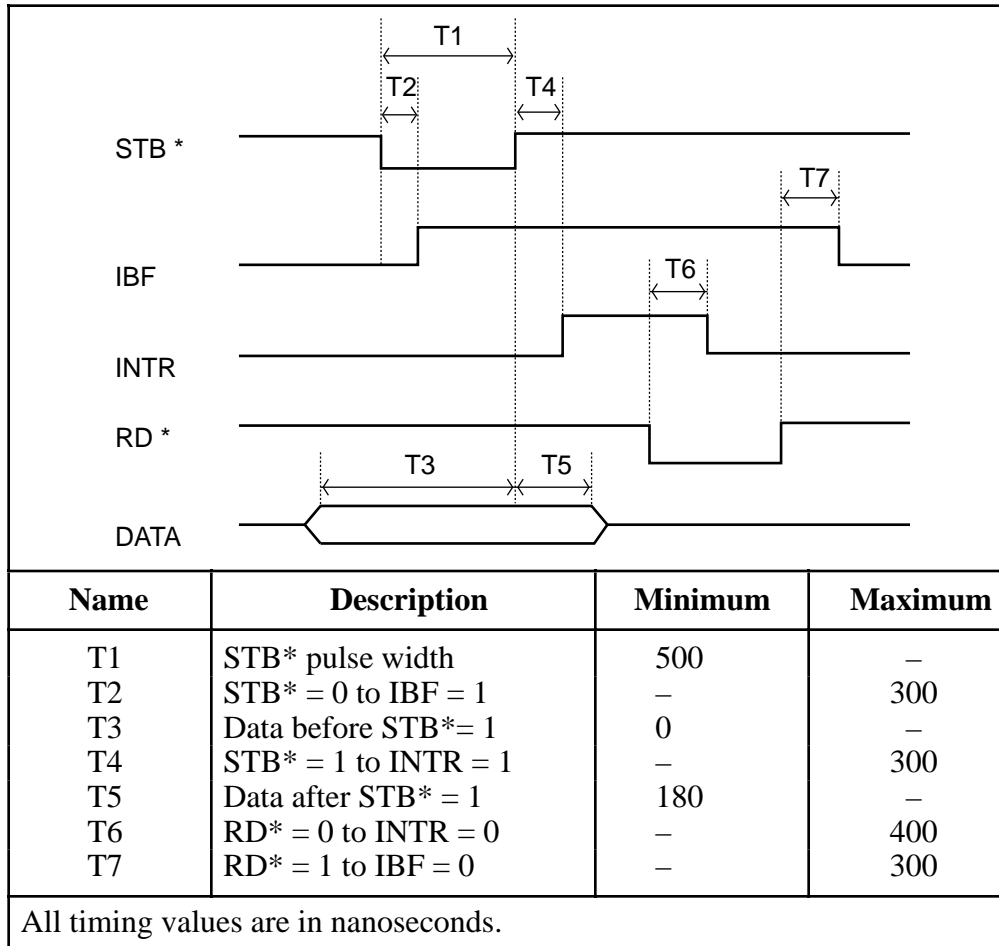 T1
T2
T4
STB *
T7
IBF
T6
INTR
RD *
T3
T5
DATA
Name Description Minimum Maximum
T1 STB* pulse width 500 –
T2 STB* = 0 to IBF = 1 – 300
T3 Data before STB*= 1 0 –
T4 STB* = 1 to INTR = 1 – 300
T5 Data after STB* = 1 180 –
T6 RD* = 0 to INTR = 0 – 400
T7 RD* = 1 to IBF = 0 – 300
All timing values are in nanoseconds.